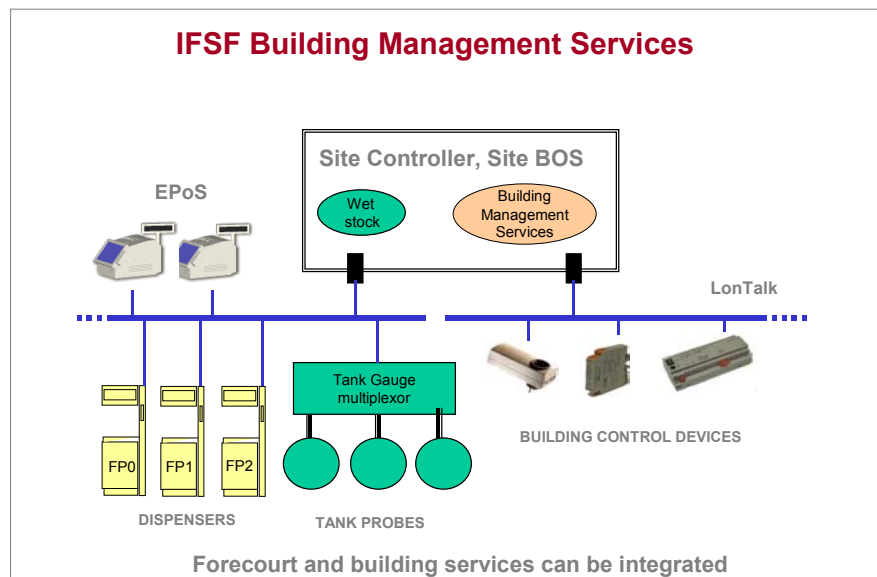 IFSF Building Management Services
Site Controller, Site BOS
EPoS
Wet
stock
Building
Management
Services
LonTalk
Tank Gauge
multiplexor
BUILDING CONTROL DEVICES
FP0
FP1
FP2
DISPENSERS
TANK PROBES
Forecourt and building services can be integrated